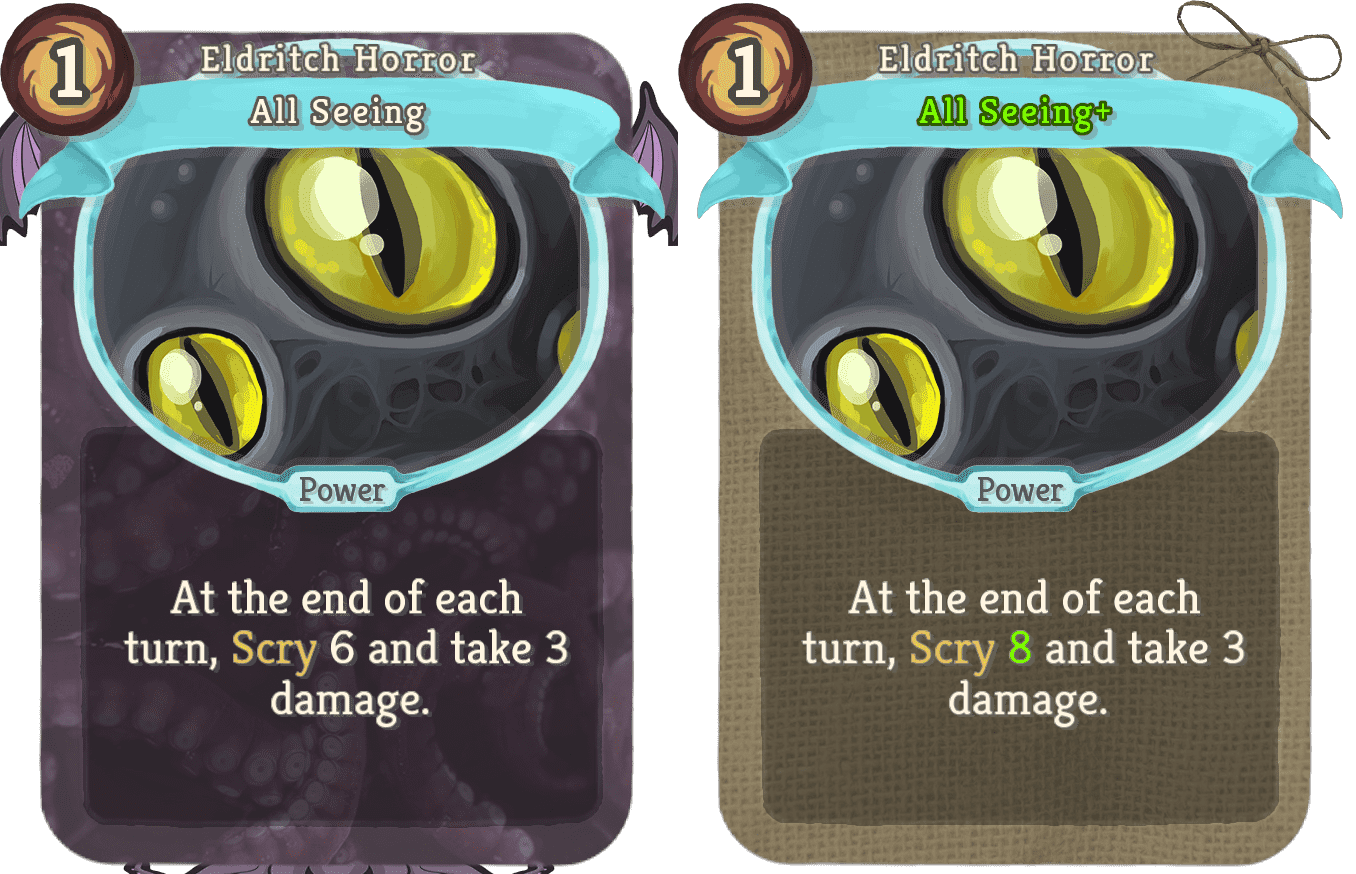 1
Eldritch Horror
All Seeing
Power
At the end of each
turn, Scry 6 and take 3
damage.
1
Eldritch Horror
All Seeing+
Power
At the end of each
turn, Scry 8 and take 3
damage.